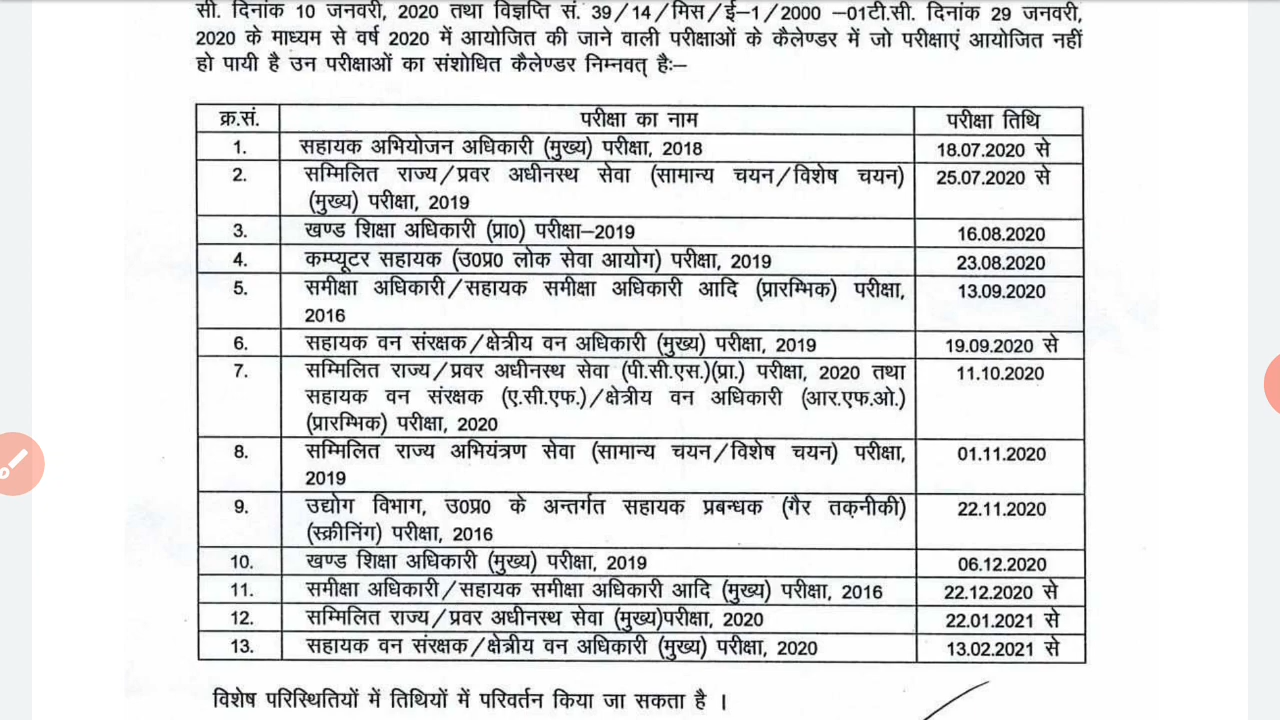 सी. दिनांक 10 जनवरी, 2020 तथा विज्ञप्ति सं. 39/14/मिस/ई–1/2000 –01टी.सी. दिनांक 29 जनवरी,
2020 के माध्यम से वर्ष 2020 में आयोजित की जाने वाली परीक्षाओं के कैलेण्डर में जो परीक्षाएं आयोजित नहीं
हो पायी है उन परीक्षाओं का संशोधित कैलेण्डर निम्नवत् हैः–
क्र.सं. परीक्षा का नाम परीक्षा तिथि
1. सहायक अभियोजन अधिकारी (मुख्य) परीक्षा, 2018 18.07.2020 से
2. सम्मिलित राज्य/प्रवर अधीनस्थ सेवा (सामान्य चयन/विशेष चयन) 25.07.2020 से
(मुख्य) परीक्षा, 2019
3. खण्ड शिक्षा अधिकारी (प्रा0) परीक्षा–2019 16.08.2020
4. कम्प्यूटर सहायक (उ0प्र0 लोक सेवा आयोग) परीक्षा, 2019 23.08.2020
5. समीक्षा अधिकारी/सहायक समीक्षा अधिकारी आदि (प्रारम्भिक) परीक्षा, 13.09.2020
2016
6. सहायक वन संरक्षक/क्षेत्रीय वन अधिकारी (मुख्य) परीक्षा, 2019 19.09.2020 से
7. सम्मिलित राज्य/प्रवर अधीनस्थ सेवा (पी.सी.एस.)(प्रा.) परीक्षा, 2020 तथा 11.10.2020
सहायक वन संरक्षक (ए.सी.एफ.)/क्षेत्रीय वन अधिकारी (आर.एफ.ओ.)
(प्रारम्भिक) परीक्षा, 2020
8. सम्मिलित राज्य अभियंत्रण सेवा (सामान्य चयन/विशेष चयन) परीक्षा, 01.11.2020
2019
9. उद्योग विभाग, उ0प्र0 के अन्तर्गत सहायक प्रबन्धक (गैर तक़नीकी) 22.11.2020
(स्क्रीनिंग) परीक्षा, 2016
10. खण्ड शिक्षा अधिकारी (मुख्य) परीक्षा, 2019 06.12.2020
11. समीक्षा अधिकारी/सहायक समीक्षा अधिकारी आदि (मुख्य) परीक्षा, 2016 22.12.2020 से
12. सम्मिलित राज्य/प्रवर अधीनस्थ सेवा (मुख्य)परीक्षा, 2020 22.01.2021 से
13. सहायक वन संरक्षक/क्षेत्रीय वन अधिकारी (मुख्य) परीक्षा, 2020 13.02.2021 से
विशेष परिस्थितियों में तिथियों में परिवर्तन किया जा सकता है ।